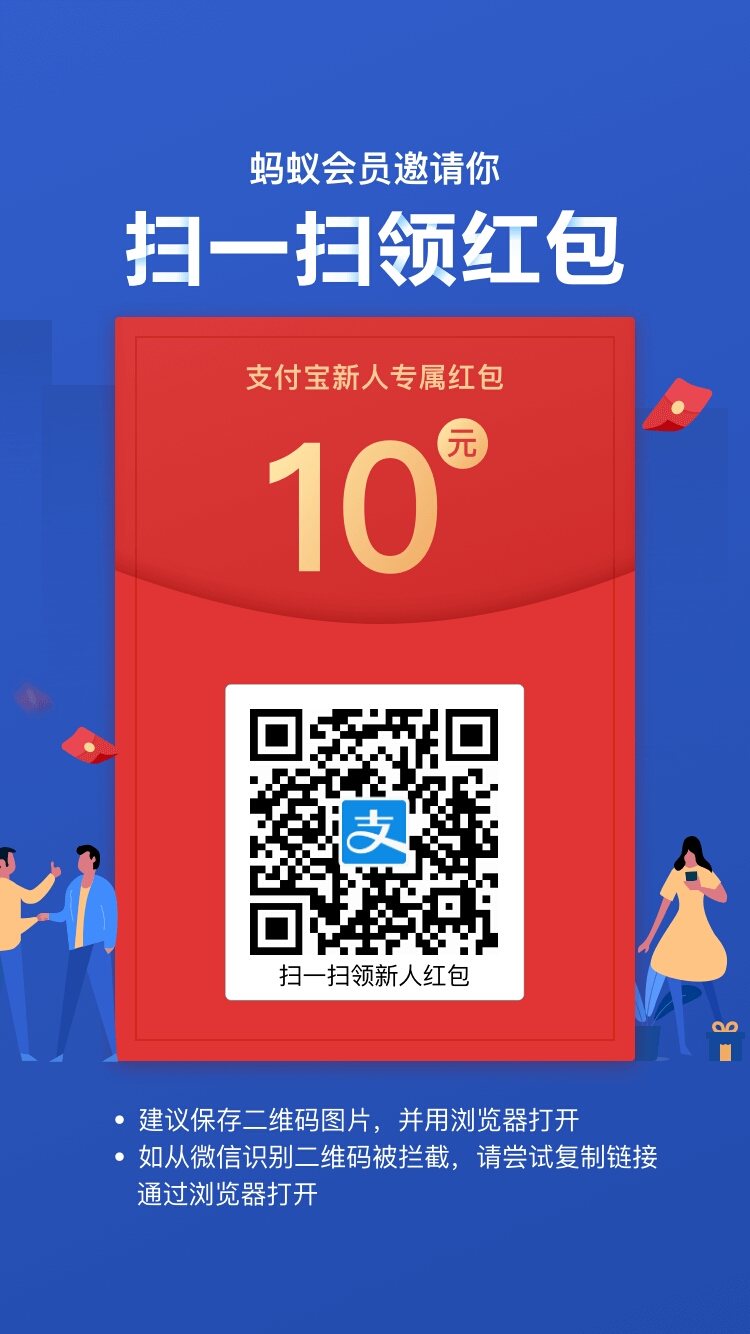 蚂蚁会员邀请你
扫一扫领红包
支付宝新人专属红包
10元
支
扫一扫领新人红包
建议保存二维码图片，并用浏览器打开
如从微信识别二维码被拦截，请尝试复制链接
通过浏览器打开